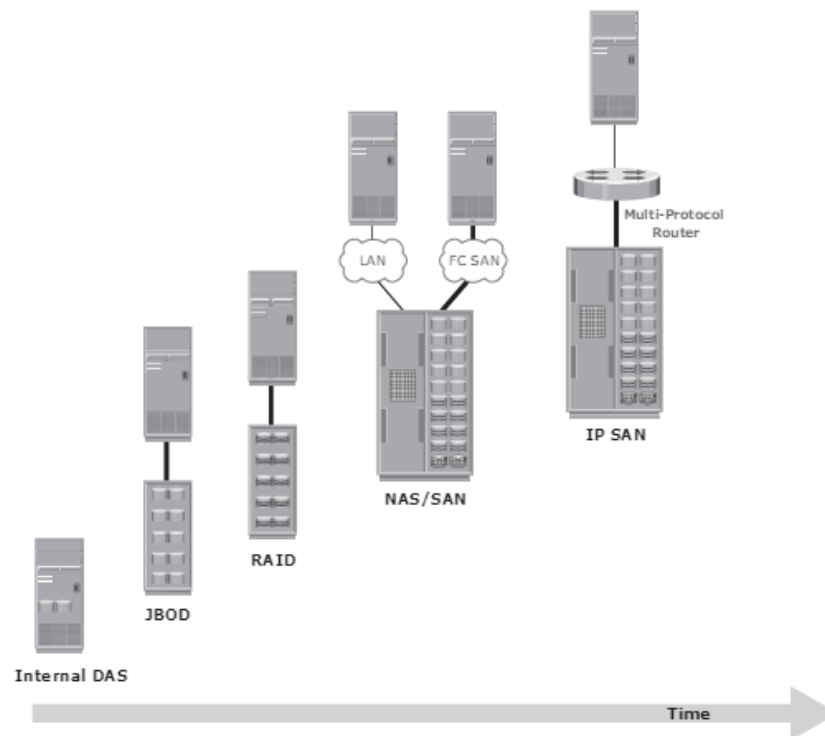 Multi-Protocol
Router
LAN
FC SAN
IP SAN
NAS/SAN
RAID
JBOD
Internal DAS
Time